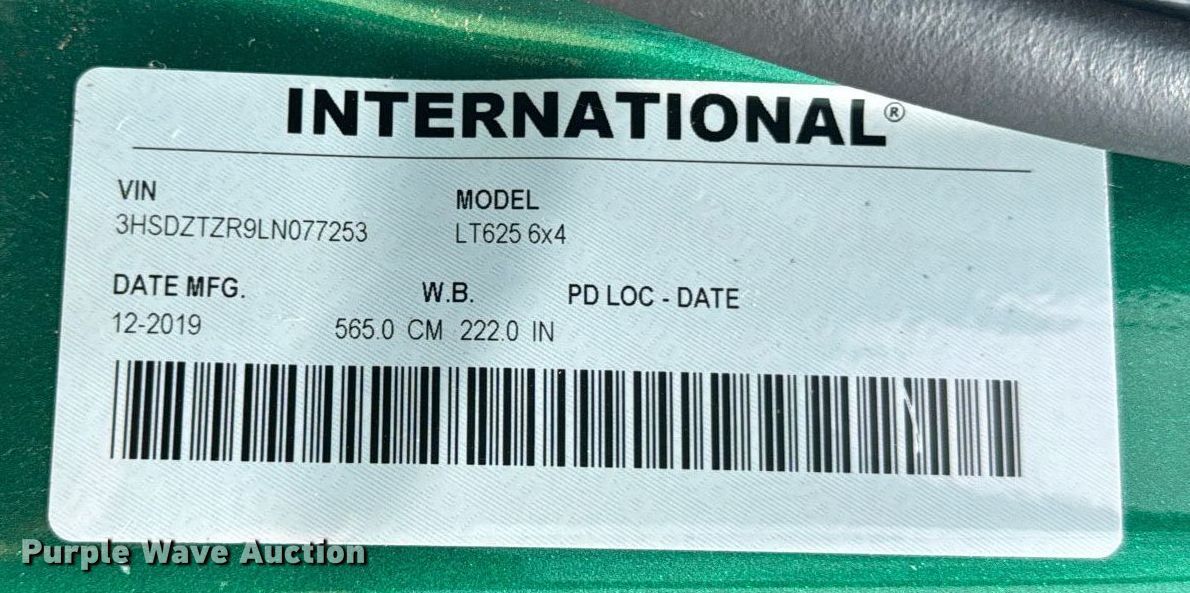 INTERNATIONAL®
VIN
3HSDZTZR9LN077253
MODEL
LT625 6x4
DATE MFG.
12-2019
W.B.
565.0 CM 222.0 IN
PD LOC - DATE
Purple Wave Auction